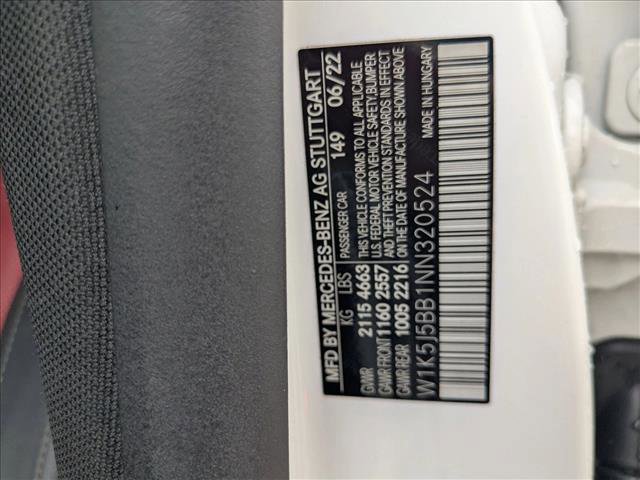 MFD BY MERCEDES-BENZ AG STUTTGART
PASSENGER CAR 149 06/22
KG LBS
GVWR 2115 4663
GAWR FRONT 1160 2557
GAWR REAR 1005 2216
THIS VEHICLE CONFORMS TO ALL APPLICABLE
U.S. FEDERAL MOTOR VEHICLE SAFETY, BUMPER
AND THEFT PREVENTION STANDARDS IN EFFECT
ON THE DATE OF MANUFACTURE SHOWN ABOVE
MADE IN HUNGARY
W1K5J5BB1NN320524